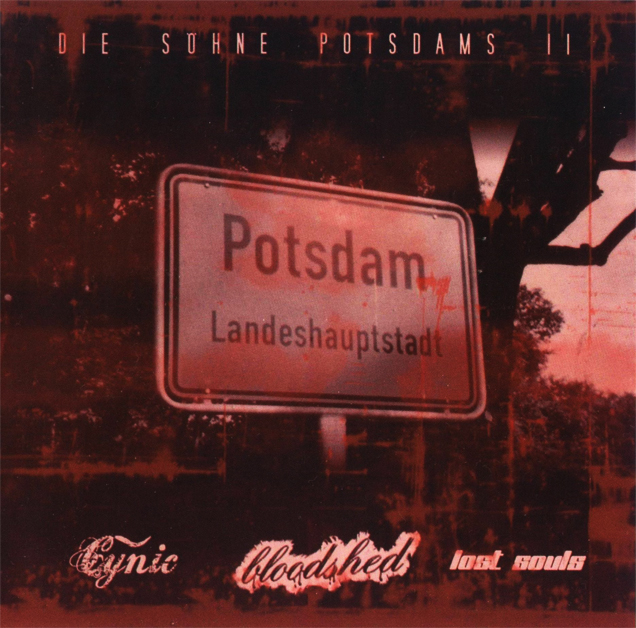 DIE SÖHNE POTSDAMS II
Potsdam
Landeshauptstadt
Cynic bloodshed lost souls